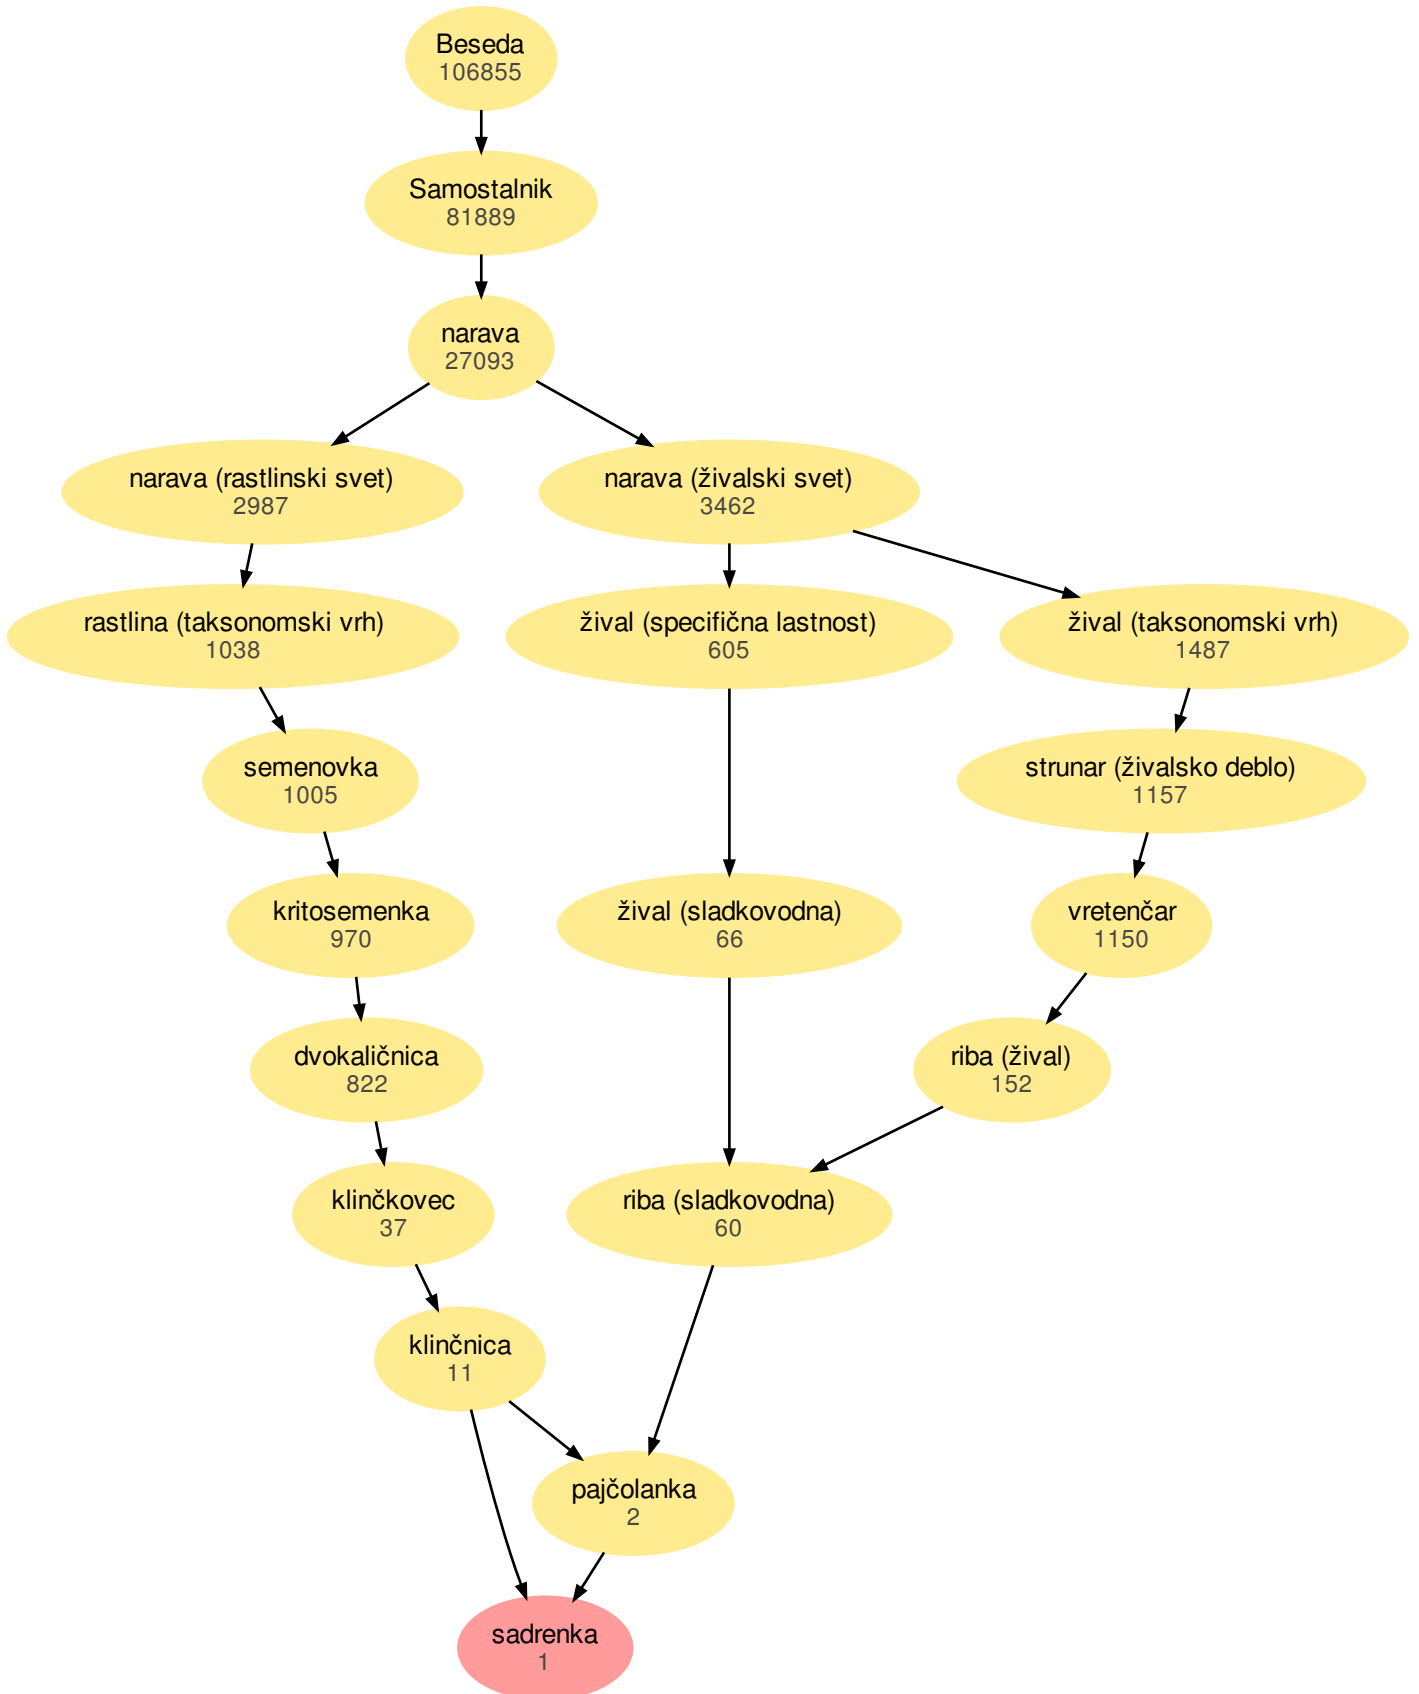 Beseda
106855
Samostalnik
81889
narava
27093
narava (rastlinski svet)
2987
narava (živalski svet)
3462
rastlina (taksonomski vrh)
1038
žival (specifična lastnost)
605
žival (taksonomski vrh)
1487
semenovka
1005
strunar (živalsko deblo)
1157
kritosemenka
970
žival (sladkovodna)
66
vretenčar
1150
dvokaličnica
822
riba (žival)
152
klinčkovec
37
riba (sladkovodna)
60
klinčnica
11
pajčolanka
2
sadrenka
1